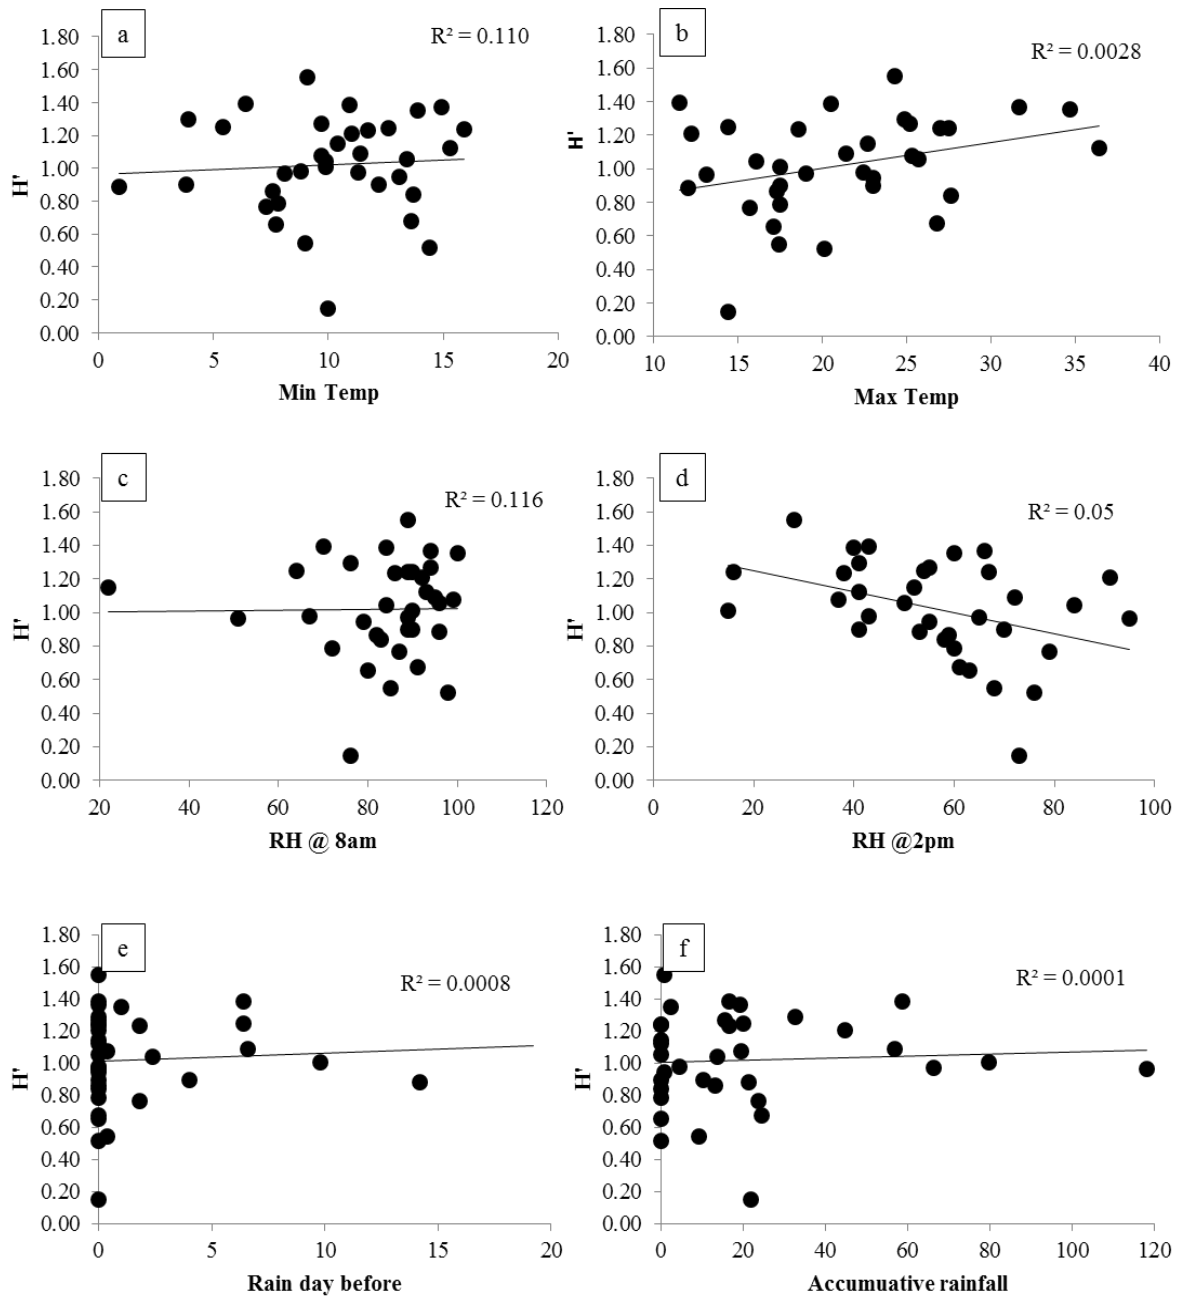 a
R² = 0.110
1.80
1.60
1.40
1.20
1.00
0.80
0.60
0.40
0.20
0.00
H'
0 5 10 15 20
Min Temp
b
R² = 0.0028
1.80
1.60
1.40
1.20
1.00
0.80
0.60
0.40
0.20
0.00
H'
10 15 20 25 30 35 40
Max Temp
c
R² = 0.116
1.80
1.60
1.40
1.20
1.00
0.80
0.60
0.40
0.20
0.00
H'
20 40 60 80 100 120
RH @ 8am
d
R² = 0.05
1.80
1.60
1.40
1.20
1.00
0.80
0.60
0.40
0.20
0.00
H'
0 20 40 60 80 100
RH @2pm
e
R² = 0.0008
1.80
1.60
1.40
1.20
1.00
0.80
0.60
0.40
0.20
0.00
H'
0 5 10 15 20
Rain day before
f
R² = 0.0001
1.80
1.60
1.40
1.20
1.00
0.80
0.60
0.40
0.20
0.00
H'
0 20 40 60 80 100 120
Accumuative rainfall